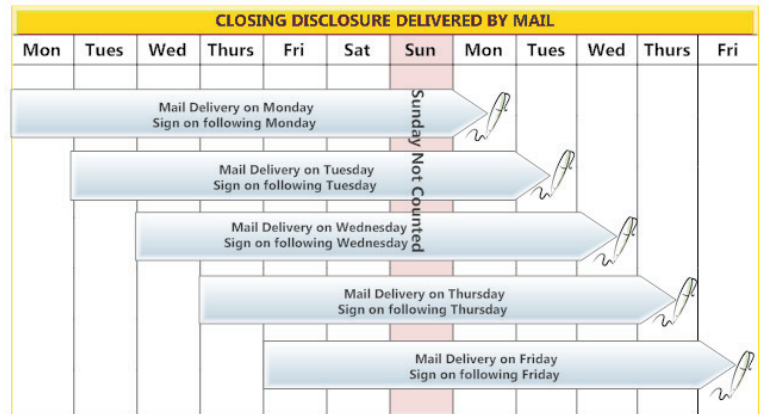 CLOSING DISCLOSURE DELIVERED BY MAIL
Mon Tues Wed Thurs Fri Sat Sun Mon Tues Wed Thurs Fri
Sunday Not Counted
Mail Delivery on Monday
Sign on following Monday
Mail Delivery on Tuesday
Sign on following Tuesday
Mail Delivery on Wednesday
Sign on following Wednesday
Mail Delivery on Thursday
Sign on following Thursday
Mail Delivery on Friday
Sign on following Friday